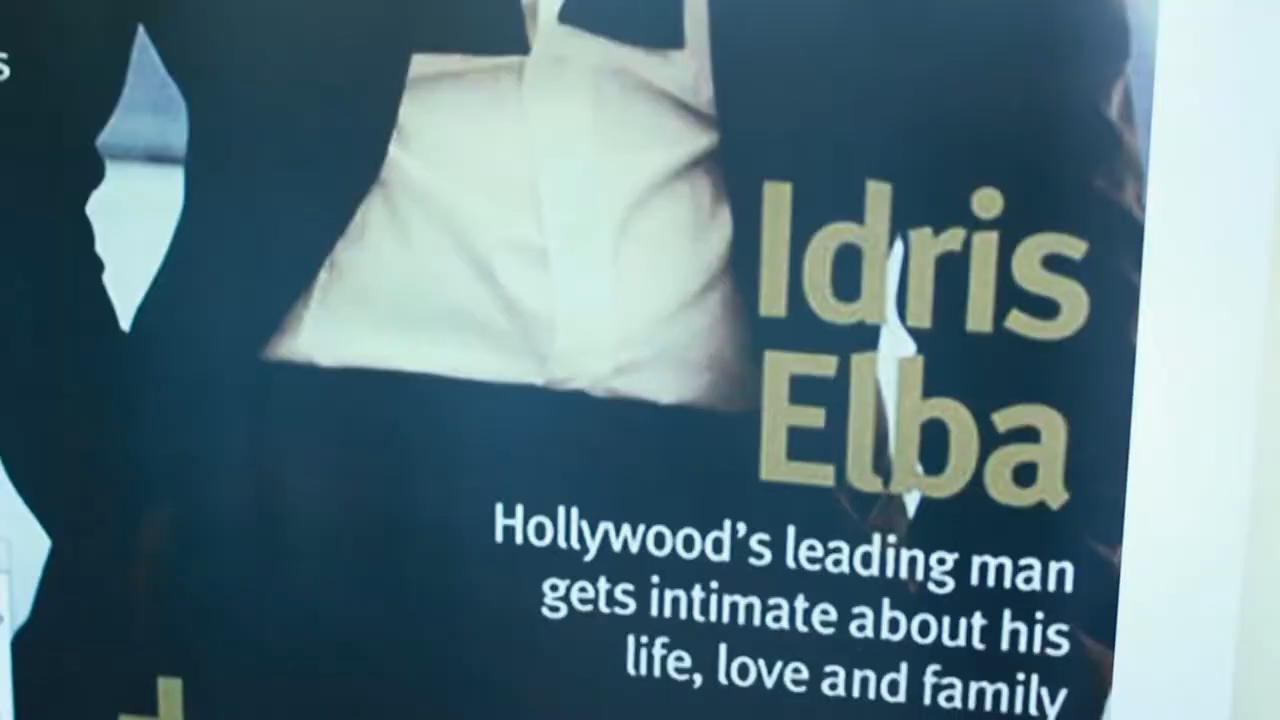 s
Idris
Elba
Hollywood's leading man
gets intimate about his
life, love and family